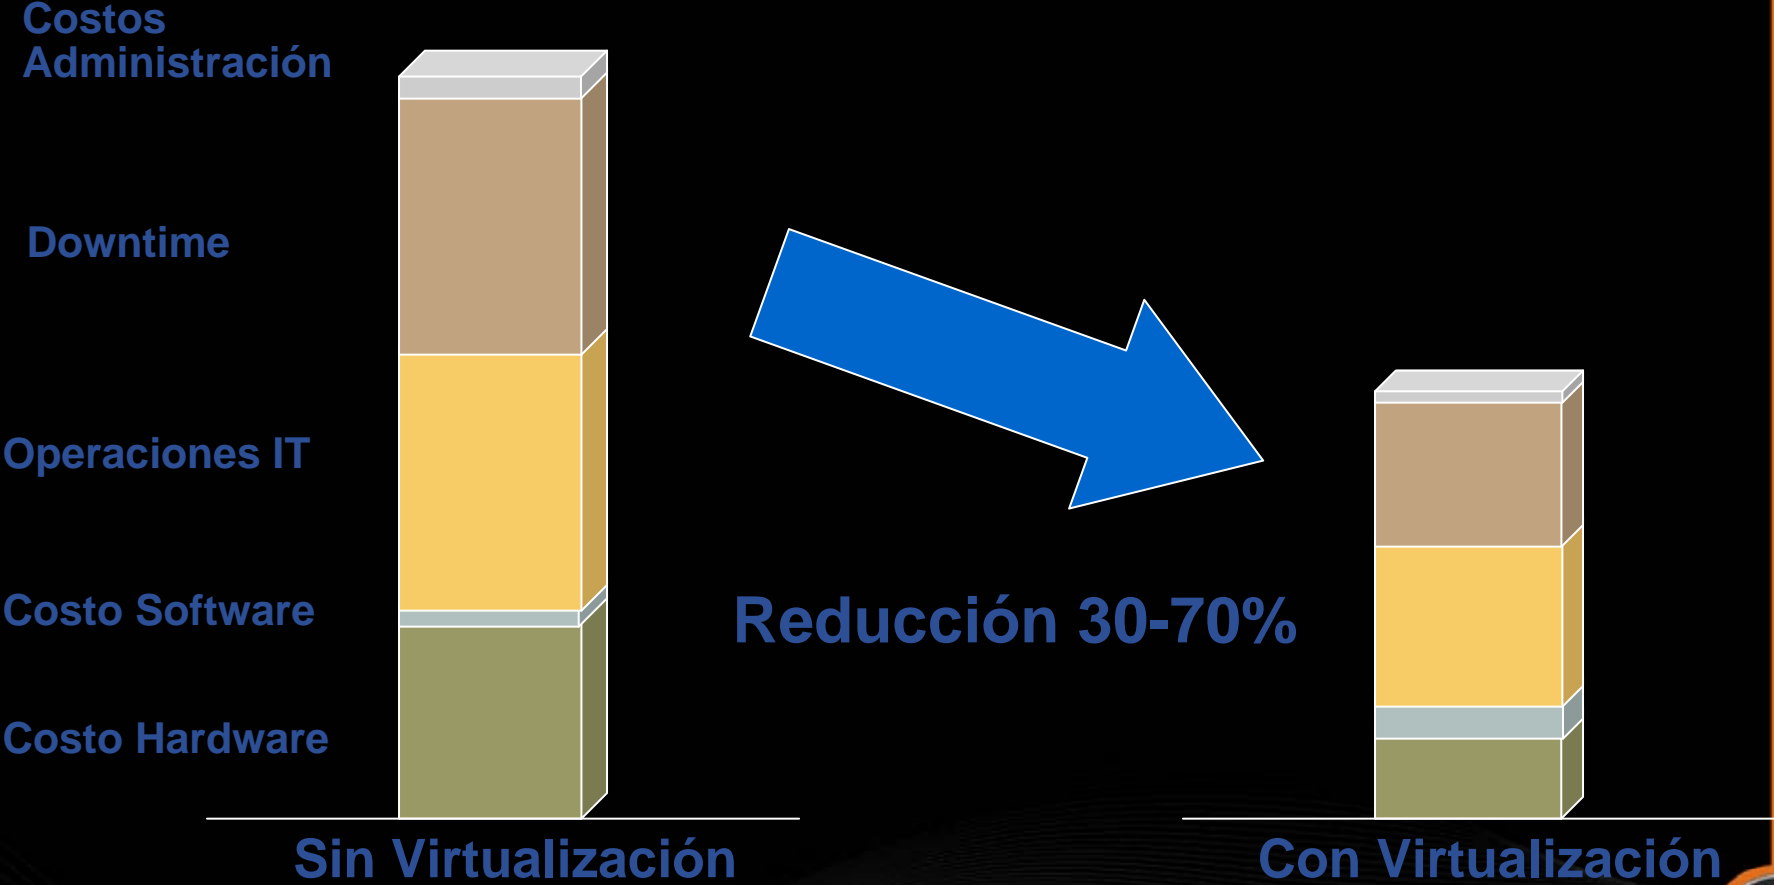 Costos
Administración
Downtime
Operaciones IT
Costo Software
Reducción 30-70%
Costo Hardware
Sin Virtualización
Con Virtualización